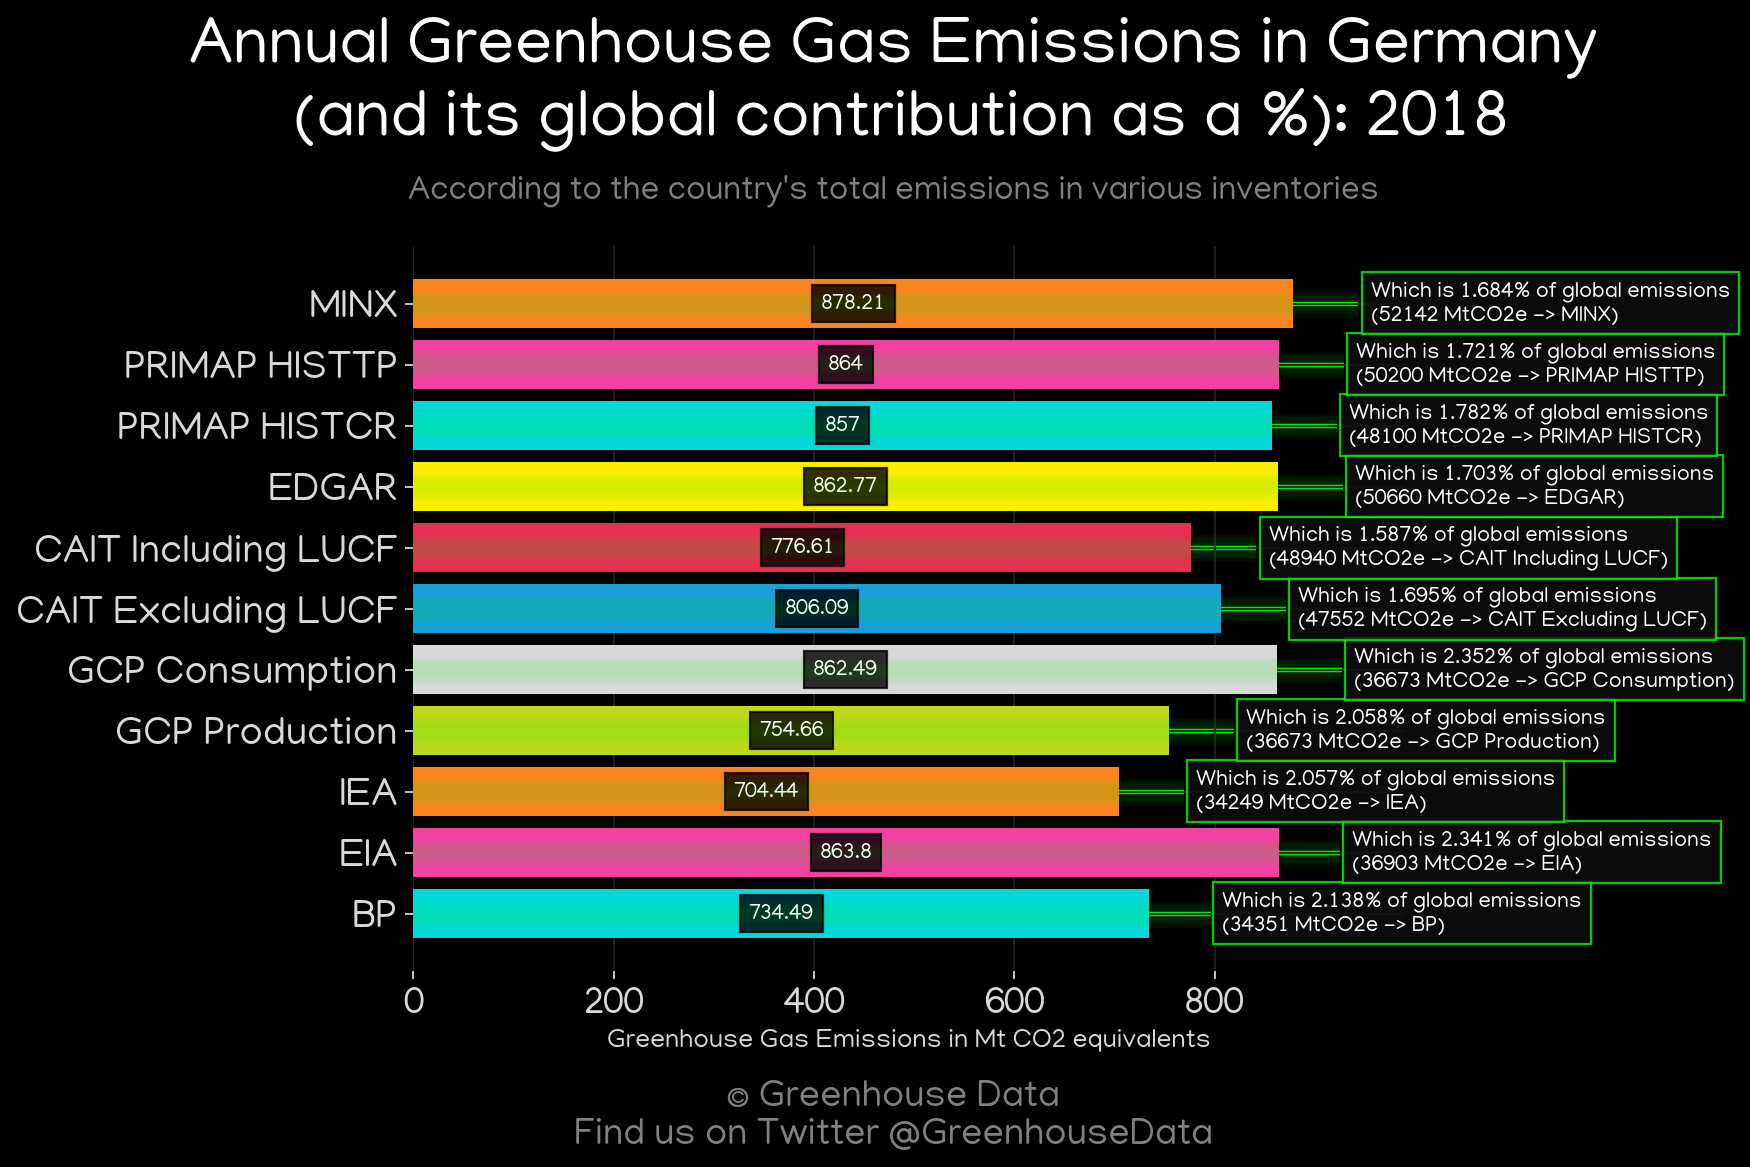 Annual Greenhouse Gas Emissions in Germany
(and its global contribution as a %): 2018
According to the country's total emissions in various inventories
MINX
878.21
Which is 1.684% of global emissions
(52142 MtCO2e -> MINX)
PRIMAP HISTTP
864
Which is 1.721% of global emissions
(50200 MtCO2e -> PRIMAP HISTTP)
PRIMAP HISTCR
857
Which is 1.782% of global emissions
(48100 MtCO2e -> PRIMAP HISTCR)
EDGAR
862.77
Which is 1.703% of global emissions
(50660 MtCO2e -> EDGAR)
CAIT Including LUCF
776.61
Which is 1.587% of global emissions
(48940 MtCO2e -> CAIT Including LUCF)
CAIT Excluding LUCF
806.09
Which is 1.695% of global emissions
(47552 MtCO2e -> CAIT Excluding LUCF)
GCP Consumption
862.49
Which is 2.352% of global emissions
(36673 MtCO2e -> GCP Consumption)
GCP Production
754.66
Which is 2.058% of global emissions
(36673 MtCO2e -> GCP Production)
IEA
704.44
Which is 2.057% of global emissions
(34249 MtCO2e -> IEA)
EIA
863.8
Which is 2.341% of global emissions
(36903 MtCO2e -> EIA)
BP
734.49
Which is 2.138% of global emissions
(34351 MtCO2e -> BP)
0 200 400 600 800
Greenhouse Gas Emissions in Mt CO2 equivalents
© Greenhouse Data
Find us on Twitter @GreenhouseData